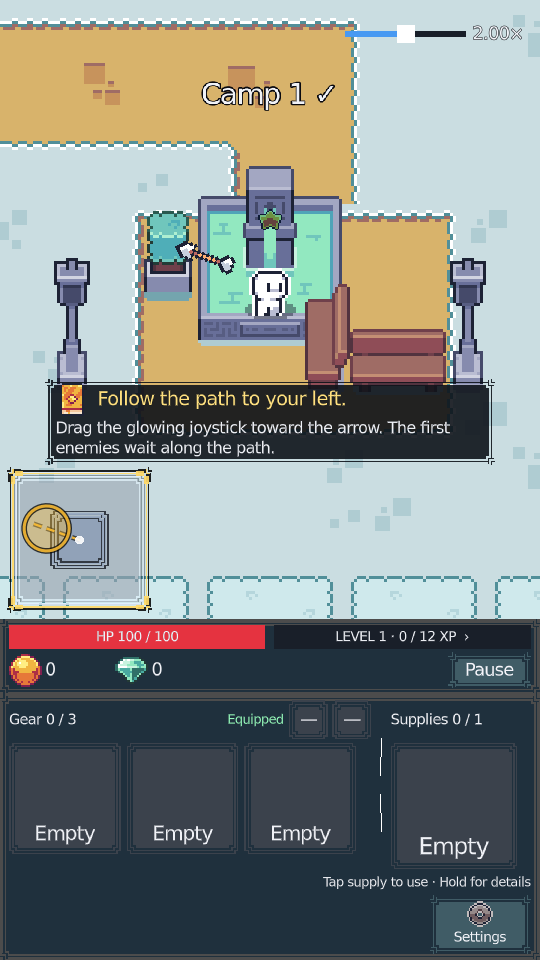 2.00×
Camp 1 ✓
Follow the path to your left.
Drag the glowing joystick toward the arrow. The first
enemies wait along the path.
HP 100 / 100
LEVEL 1 · 0 / 12 XP ›
0
0
Pause
Gear 0 / 3
Equipped
—
—
Supplies 0 / 1
Empty
Empty
Empty
Empty
Tap supply to use · Hold for details
Settings